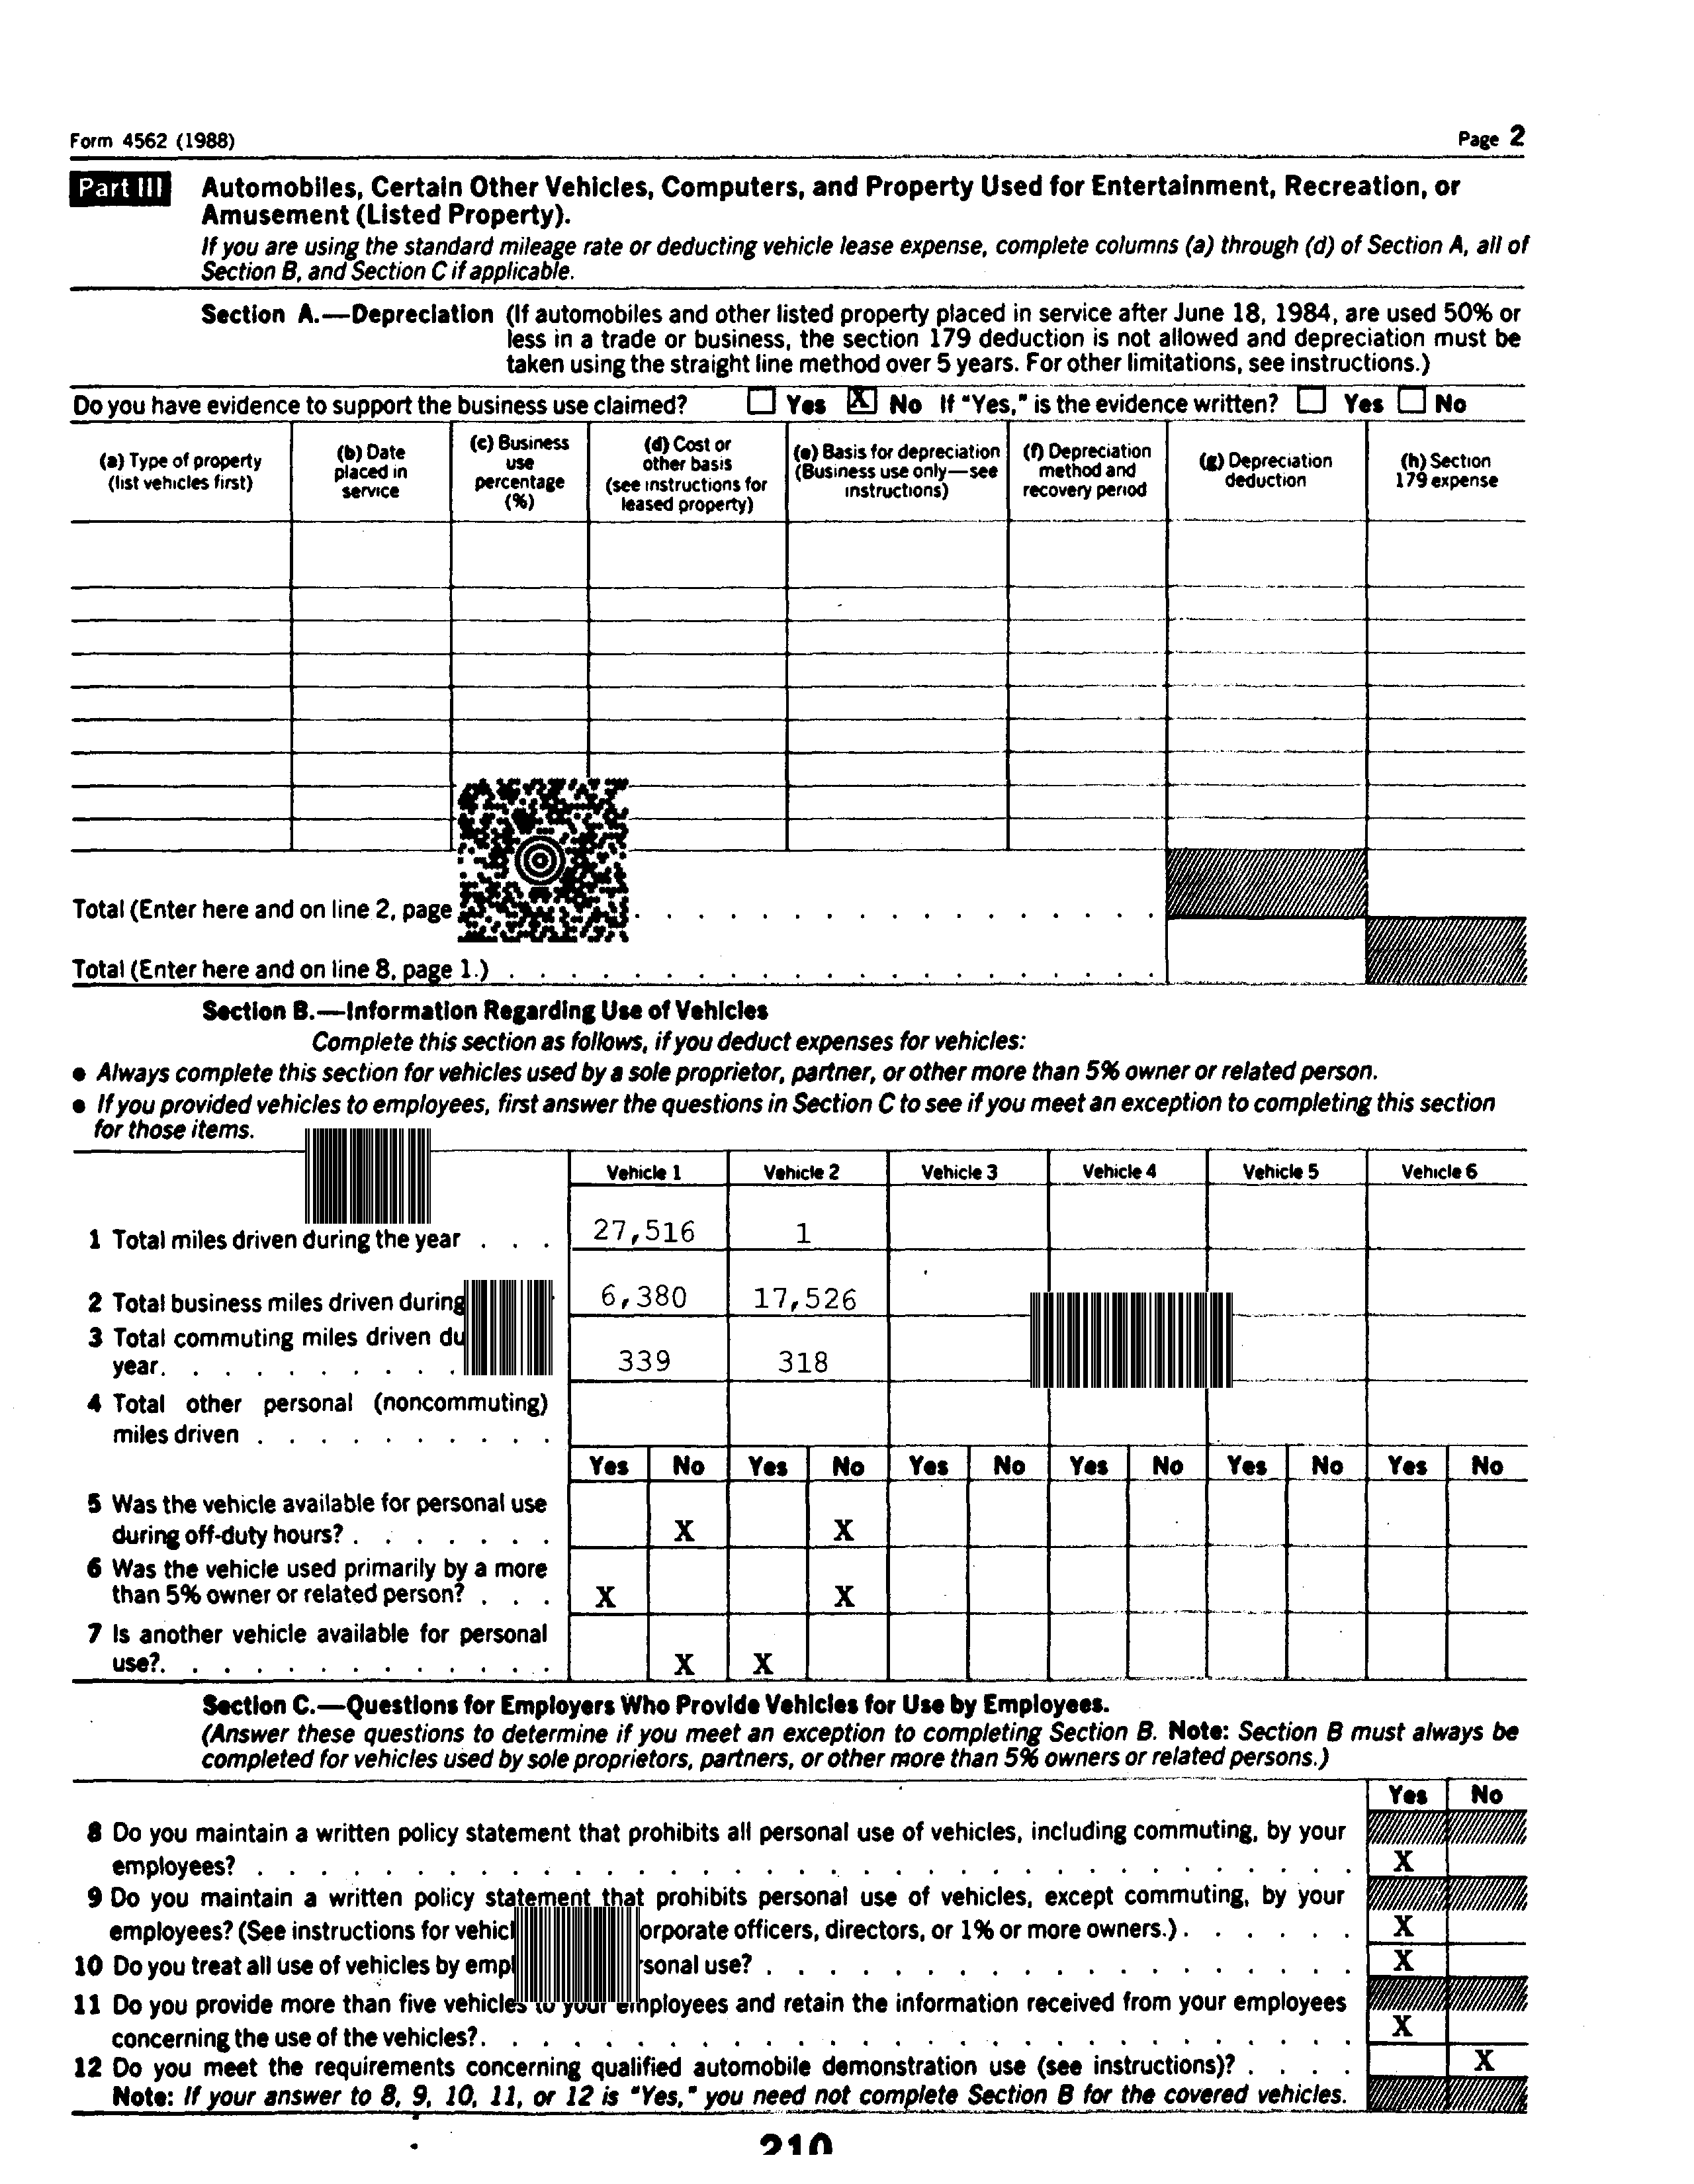 Form 4562 (1988) Page 2
Part III Automobiles, Certain Other Vehicles, Computers, and Property Used for Entertainment, Recreation, or
Amusement (Listed Property).
If you are using the standard mileage rate or deducting vehicle lease expense, complete columns (a) through (d) of Section A, all of
Section B, and Section C if applicable.
Section A.—Depreciation (If automobiles and other listed property placed in service after June 18, 1984, are used 50% or
less in a trade or business, the section 179 deduction is not allowed and depreciation must be
taken using the straight line method over 5 years. For other limitations, see instructions.)
Do you have evidence to support the business use claimed? Yes X No If "Yes," is the evidence written? Yes No
(a) Type of property
(list vehicles first)
(b) Date
placed in
service
(c) Business
use
percentage
(%)
(d) Cost or
other basis
(see instructions for
leased property)
(e) Basis for depreciation
(Business use only—see
instructions)
(f) Depreciation
method and
recovery period
(g) Depreciation
deduction
(h) Section
179 expense
Total (Enter here and on line 2, page
Total (Enter here and on line 8, page 1.)
Section B.—Information Regarding Use of Vehicles
Complete this section as follows, if you deduct expenses for vehicles:
● Always complete this section for vehicles used by a sole proprietor, partner, or other more than 5% owner or related person.
● If you provided vehicles to employees, first answer the questions in Section C to see if you meet an exception to completing this section
for those items.
Vehicle 1 Vehicle 2 Vehicle 3 Vehicle 4 Vehicle 5 Vehicle 6
1 Total miles driven during the year . . . 27,516 1
2 Total business miles driven during 6,380 17,526
3 Total commuting miles driven
year. . . . . . . . . . 339 318
4 Total other personal (noncommuting)
miles driven . . . . . . . . . .
Yes No Yes No Yes No Yes No Yes No Yes No
5 Was the vehicle available for personal use
during off-duty hours? . . . . . . . X X
6 Was the vehicle used primarily by a more
than 5% owner or related person? . . . X X
7 Is another vehicle available for personal
use?. . . . . . . . . . . . . X X
Section C.—Questions for Employers Who Provide Vehicles for Use by Employees.
(Answer these questions to determine if you meet an exception to completing Section B. Note: Section B must always be
completed for vehicles used by sole proprietors, partners, or other more than 5% owners or related persons.)
Yes No
8 Do you maintain a written policy statement that prohibits all personal use of vehicles, including commuting, by your
employees? X
9 Do you maintain a written policy statement that prohibits personal use of vehicles, except commuting, by your
employees? (See instructions for officers, directors, or 1% or more owners.) . . . . . . X
10 Do you treat all use of vehicles by use? X
11 Do you provide more than five vehicles to your employees and retain the information received from your employees
concerning the use of the vehicles?. X
12 Do you meet the requirements concerning qualified automobile demonstration use (see instructions)? . . . . X
Note: If your answer to 8, 9, 10, 11, or 12 is "Yes," you need not complete Section B for the covered vehicles.
210